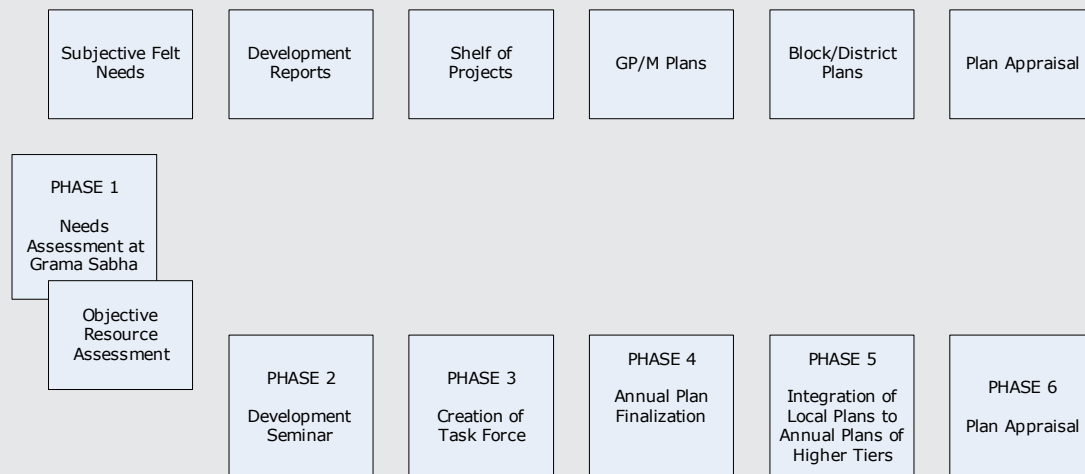 Subjective Felt
Needs
Development
Reports
Shelf of
Projects
GP/M Plans
Block/District
Plans
Plan Appraisal
PHASE 1
Needs
Assessment at
Grama Sabha
Objective
Resource
Assessment
PHASE 2
Development
Seminar
PHASE 3
Creation of
Task Force
PHASE 4
Annual Plan
Finalization
PHASE 5
Integration of
Local Plans to
Annual Plans of
Higher Tiers
PHASE 6
Plan Appraisal